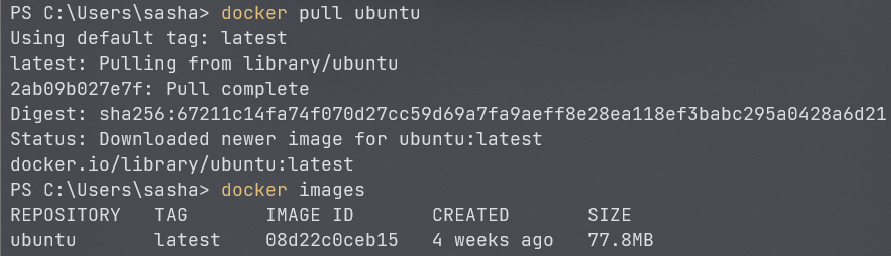 PS C:\Users\sasha> docker pull ubuntu
Using default tag: latest
latest: Pulling from library/ubuntu
2ab09b027e7f: Pull complete
Digest: sha256:67211c14fa74f070d27cc59d69a7fa9aeff8e28ea118ef3babc295a0428a6d21
Status: Downloaded newer image for ubuntu:latest
docker.io/library/ubuntu:latest
PS C:\Users\sasha> docker images
REPOSITORY   TAG       IMAGE ID       CREATED       SIZE
ubuntu       latest    08d22c0ceb15   4 weeks ago   77.8MB